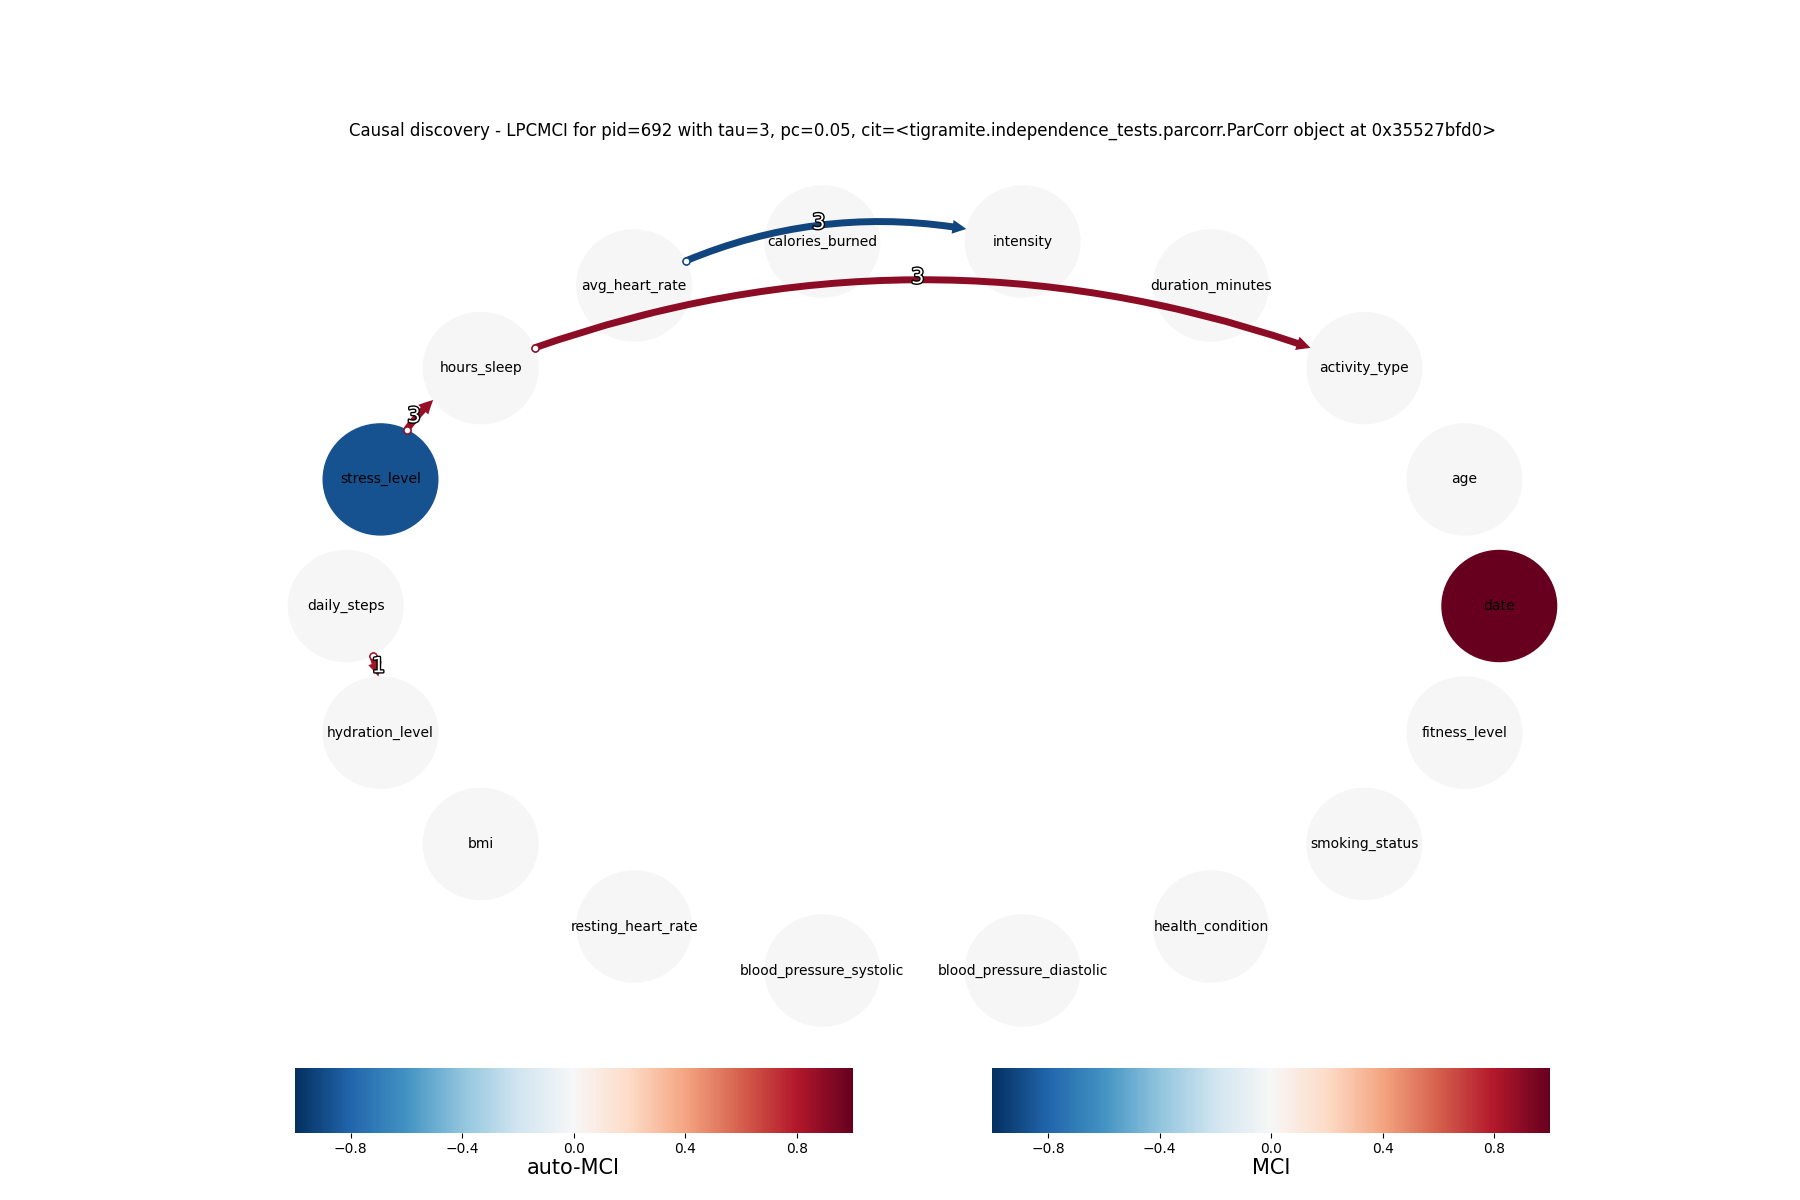 Causal discovery - LPCMCI for pid=692 with tau=3, pc=0.05, cit=<tigramite.independence_tests.parcorr.ParCorr object at 0x35527bfd0>
3
calories_burned
intensity
3
avg_heart_rate
duration_minutes
hours_sleep
activity_type
3
stress_level
age
daily_steps
date
1
hydration_level
fitness_level
bmi
smoking_status
resting_heart_rate
health_condition
blood_pressure_systolic
blood_pressure_diastolic
−0.8 −0.4 0.0 0.4 0.8
auto-MCI
−0.8 −0.4 0.0 0.4 0.8
MCI